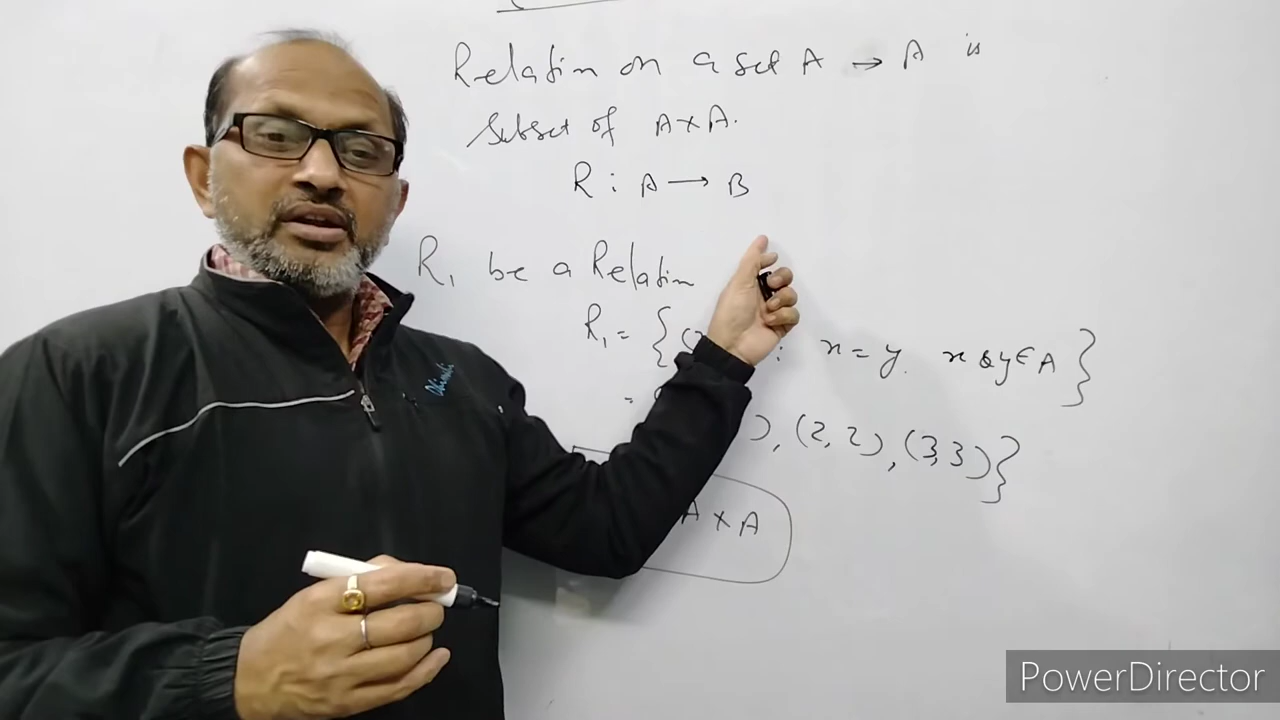 Relation on a set A → A is
subset of A×A.
R : A → B
R₁ be a Relation
R₁ = { : x = y. x & y ∈ A }
= ), (2, 2), (3, 3)}
A × A
PowerDirector